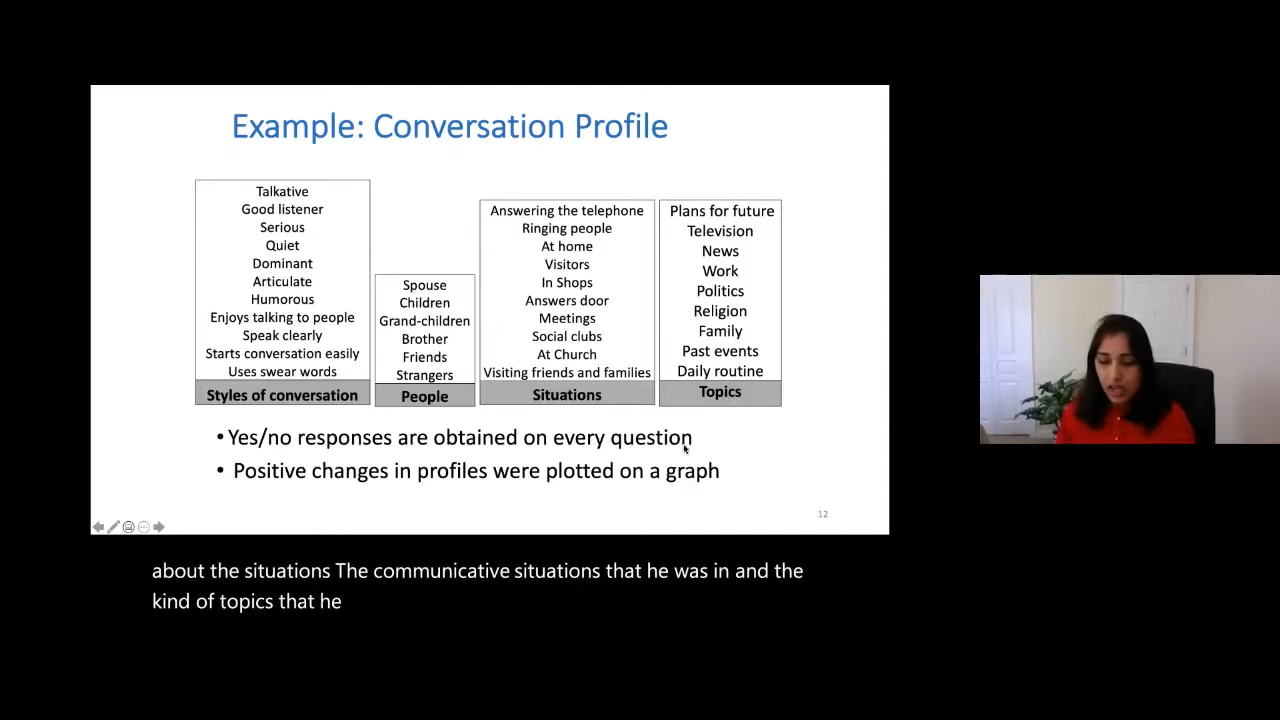 Example: Conversation Profile
Talkative
Good listener
Serious
Quiet
Dominant
Articulate
Humorous
Enjoys talking to people
Speak clearly
Starts conversation easily
Uses swear words
Styles of conversation
Spouse
Children
Grand-children
Brother
Friends
Strangers
People
Answering the telephone
Ringing people
At home
Visitors
In Shops
Answers door
Meetings
Social clubs
At Church
Visiting friends and families
Situations
Plans for future
Television
News
Work
Politics
Religion
Family
Past events
Daily routine
Topics
• Yes/no responses are obtained on every question
• Positive changes in profiles were plotted on a graph
12
about the situations The communicative situations that he was in and the
kind of topics that he